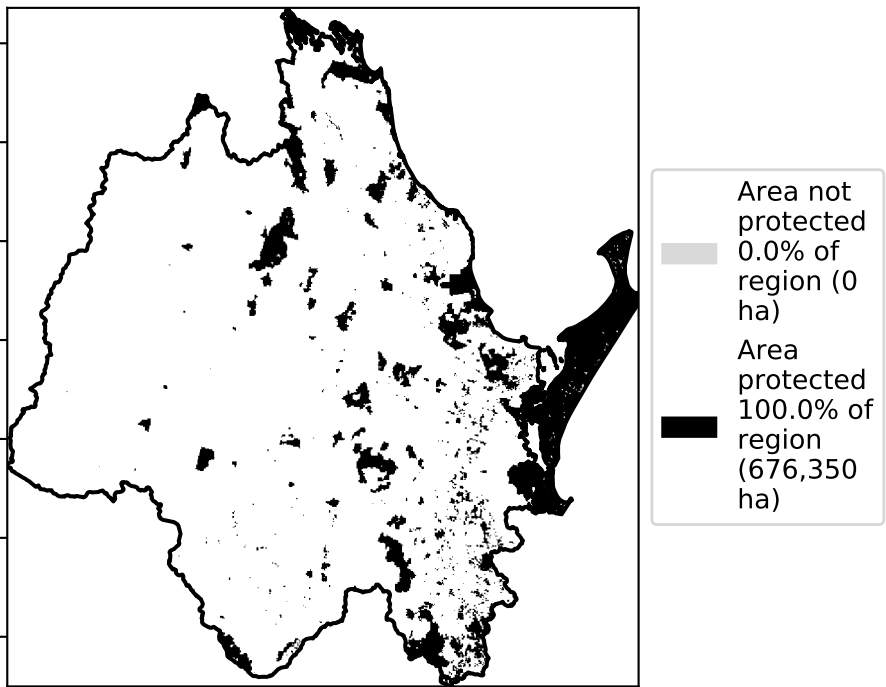 Area not
protected
0.0% of
region (0
ha)
Area
protected
100.0% of
region
(676,350
ha)